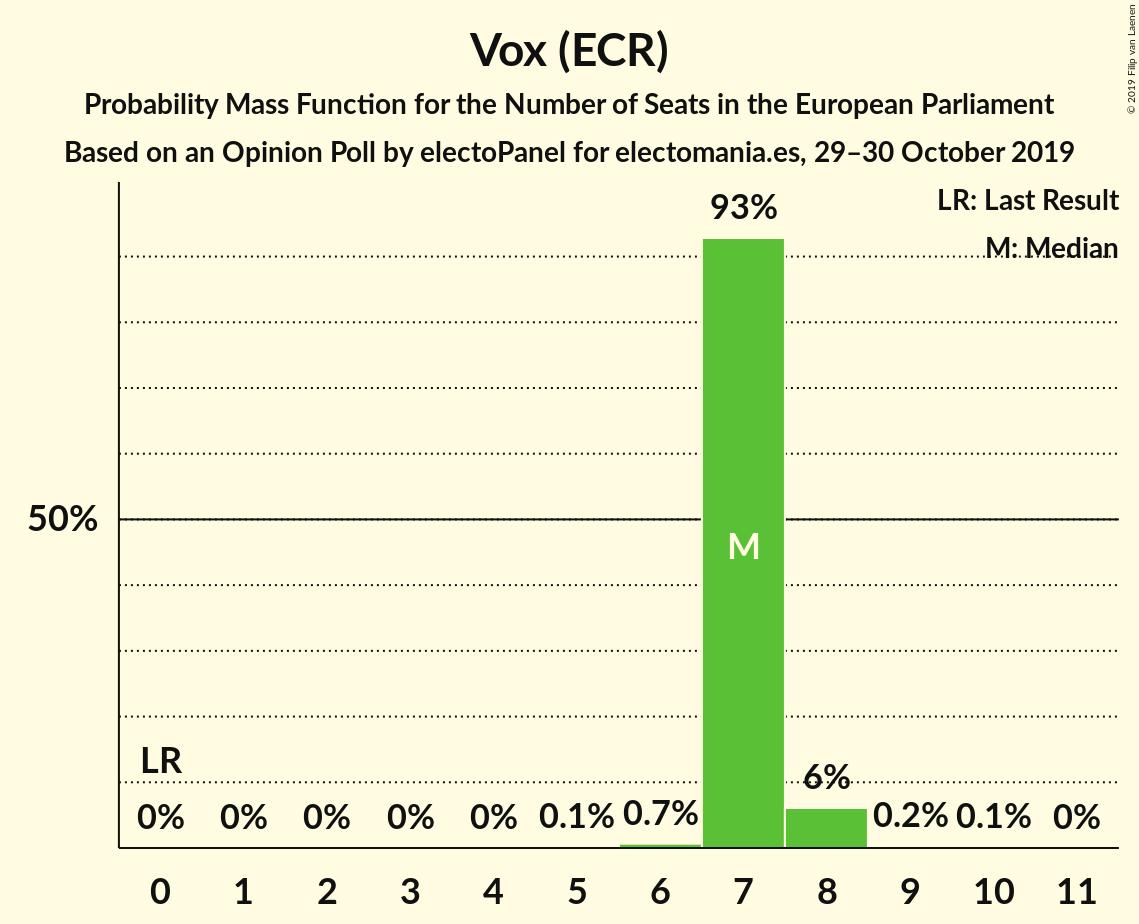 Vox (ECR)
Probability Mass Function for the Number of Seats in the European Parliament
Based on an Opinion Poll by electoPanel for electomania.es, 29–30 October 2019
© 2019 Filip van Laenen
LR: Last Result
M: Median
93%
50%
M
LR
6%
0% 0% 0% 0% 0% 0.1% 0.7% 0.2% 0.1% 0%
0 1 2 3 4 5 6 7 8 9 10 11